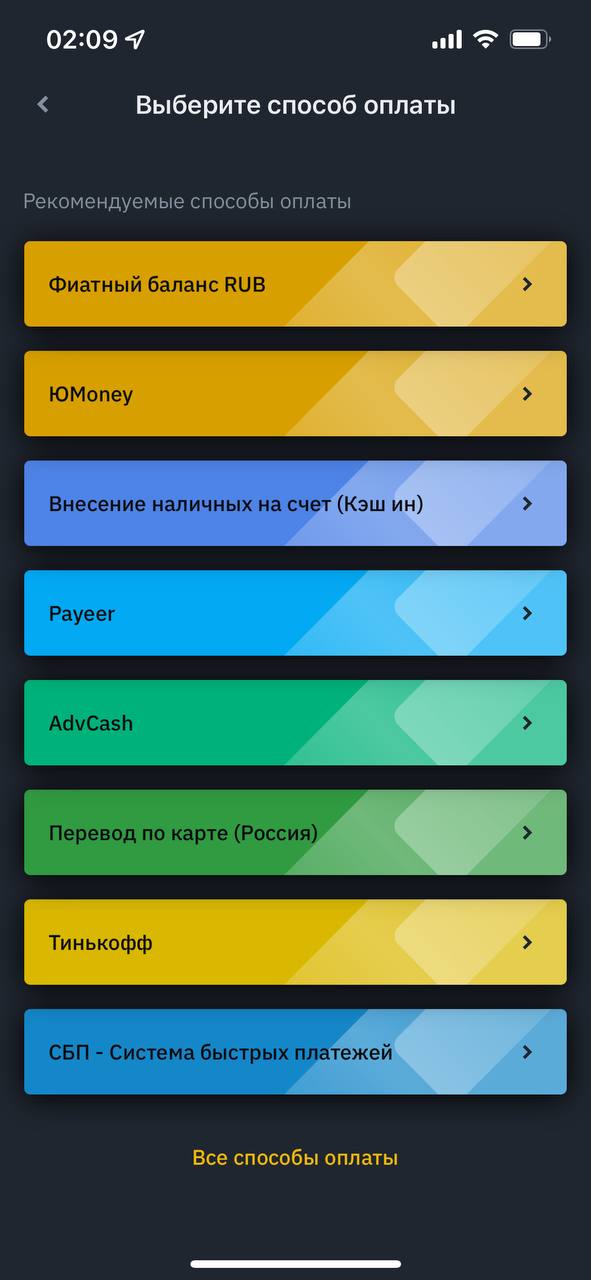 02:09
Выберите способ оплаты
Рекомендуемые способы оплаты
Фиатный баланс RUB
ЮMoney
Внесение наличных на счет (Кэш ин)
Payeer
AdvCash
Перевод по карте (Россия)
Тинькофф
СБП - Система быстрых платежей
Все способы оплаты